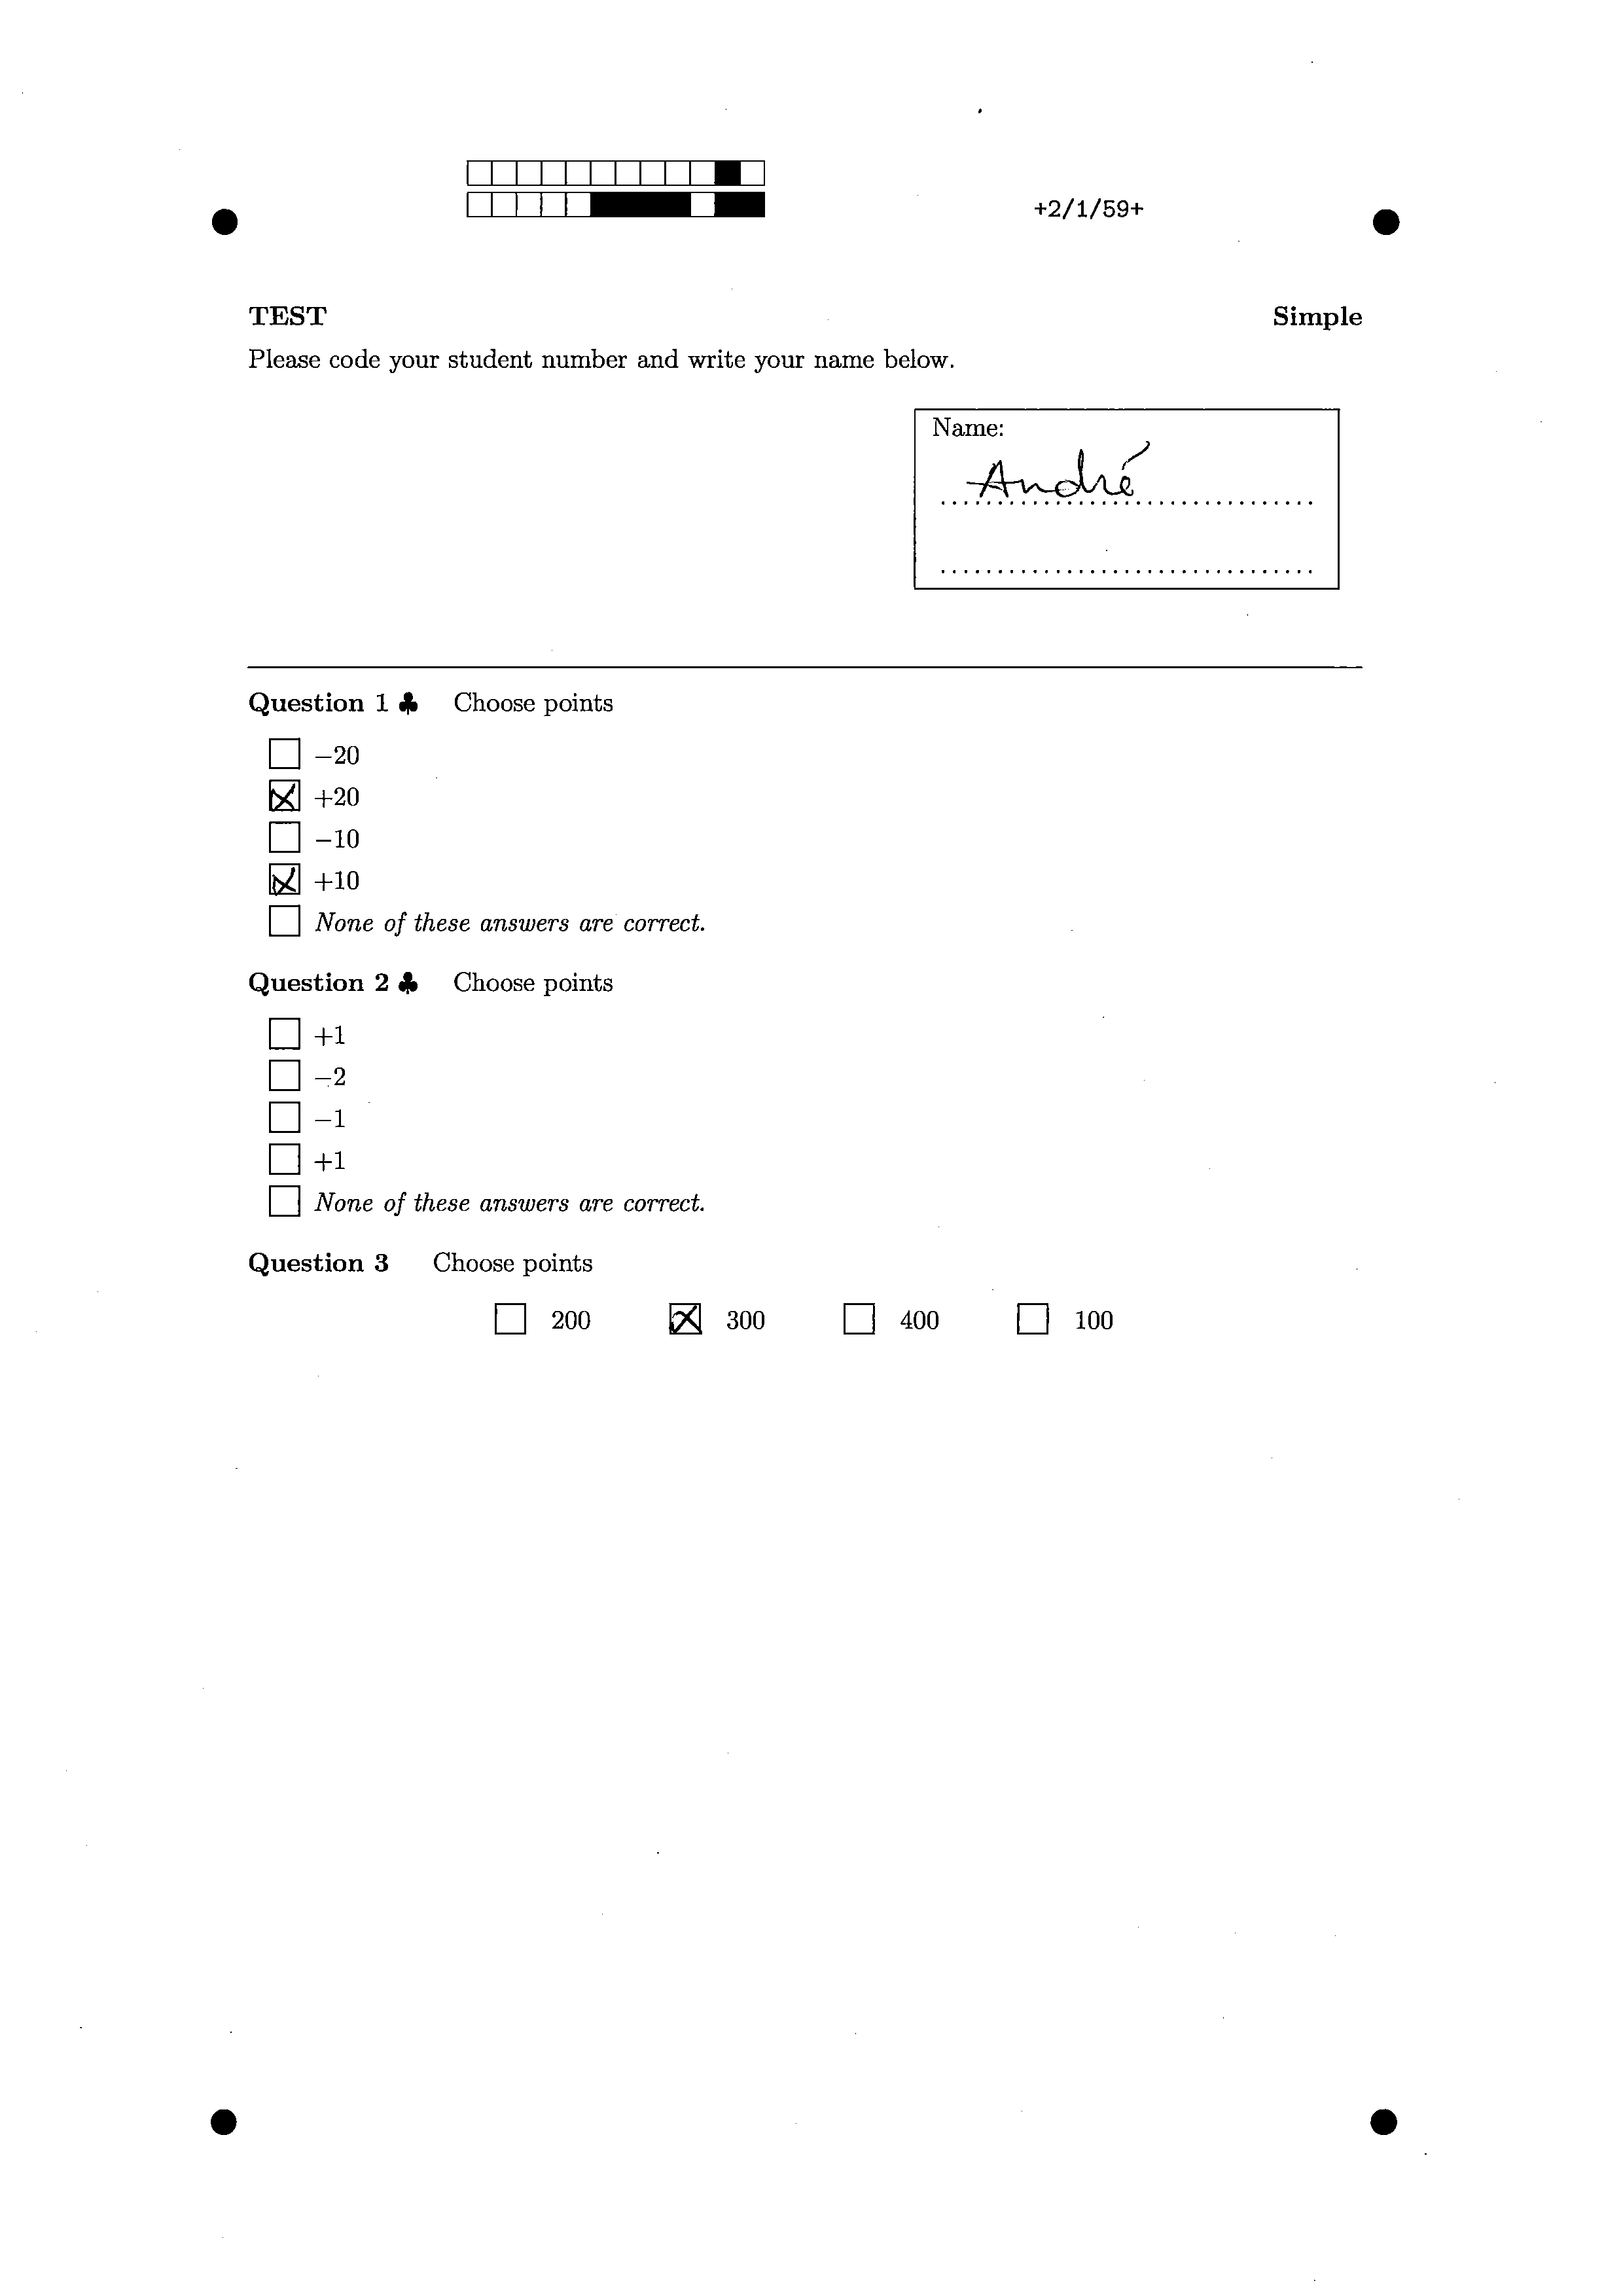 +2/1/59+
TEST Simple
Please code your student number and write your name below.
Name:
André
Question 1 ♣ Choose points
−20
+20
−10
+10
None of these answers are correct.
Question 2 ♣ Choose points
+1
−2
−1
+1
None of these answers are correct.
Question 3 Choose points
200 300 400 100